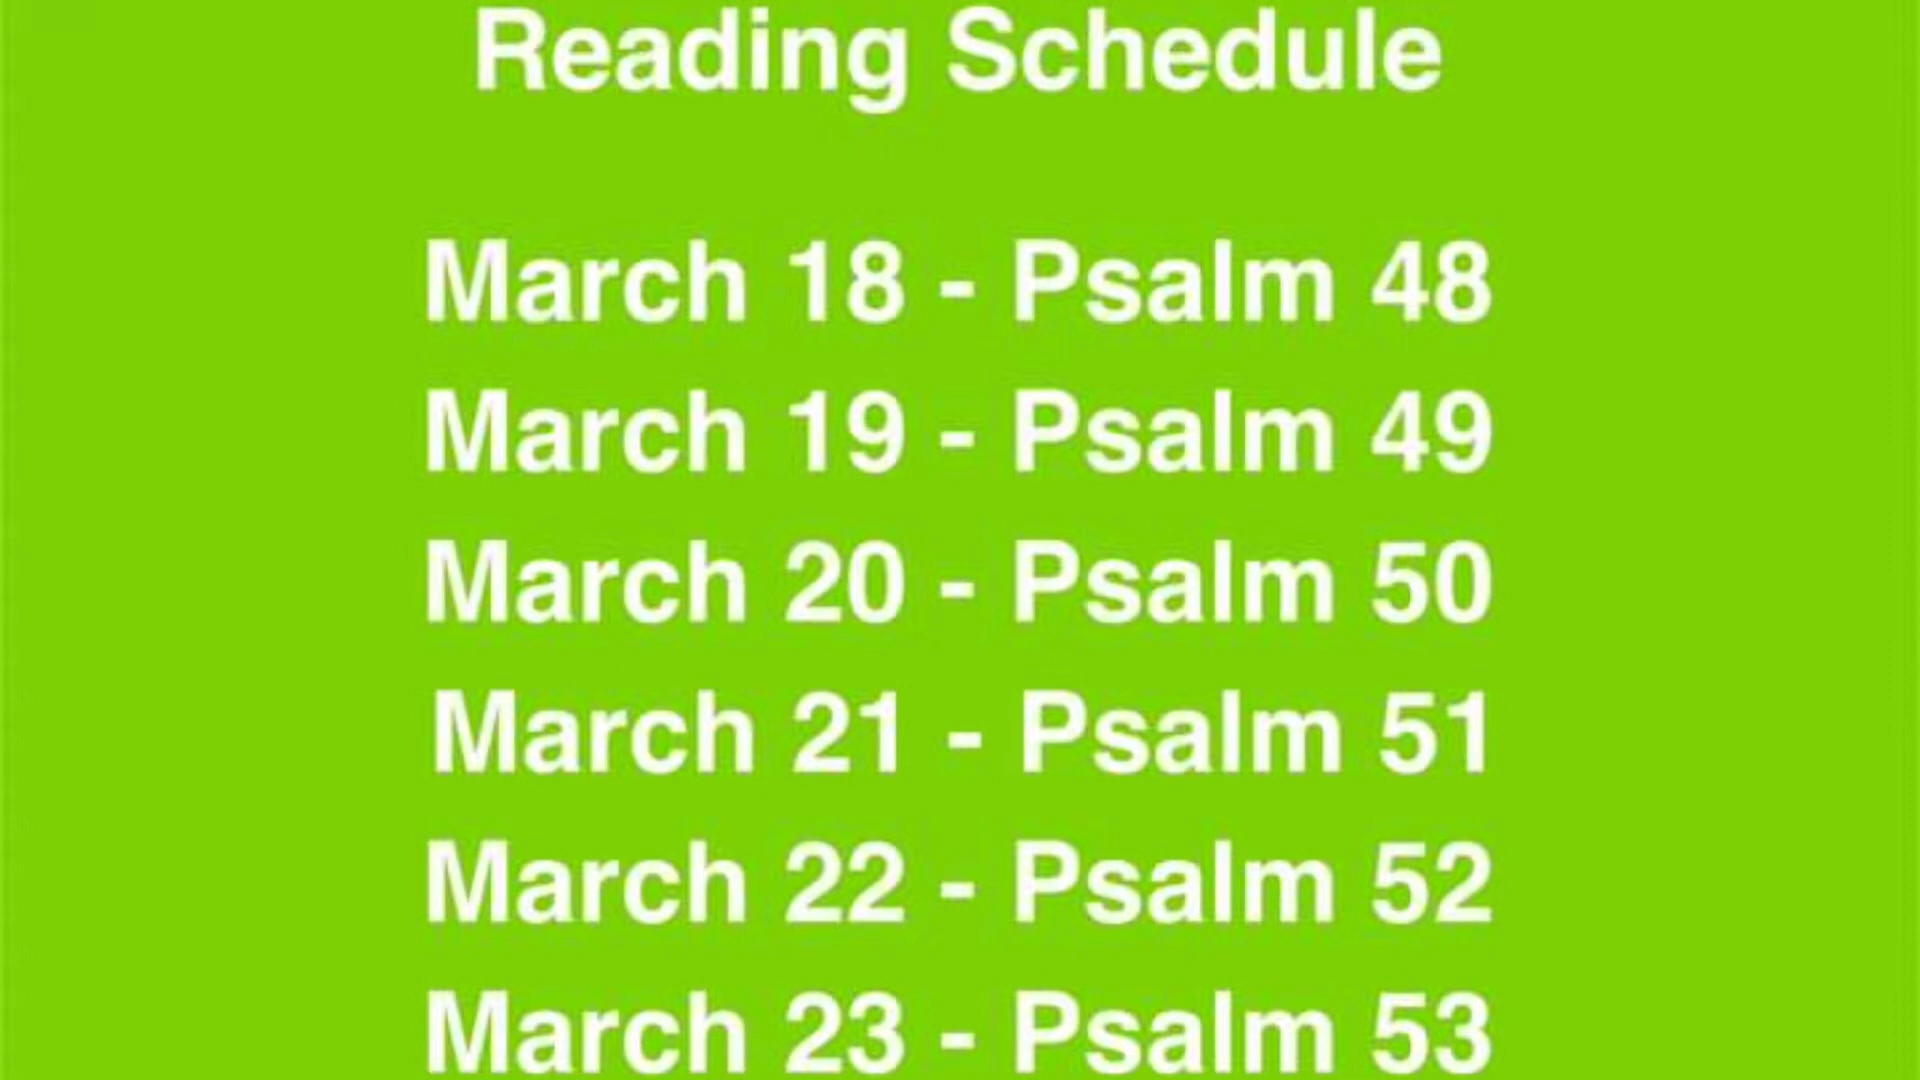 Reading Schedule
March 18 - Psalm 48
March 19 - Psalm 49
March 20 - Psalm 50
March 21 - Psalm 51
March 22 - Psalm 52
March 23 - Psalm 53